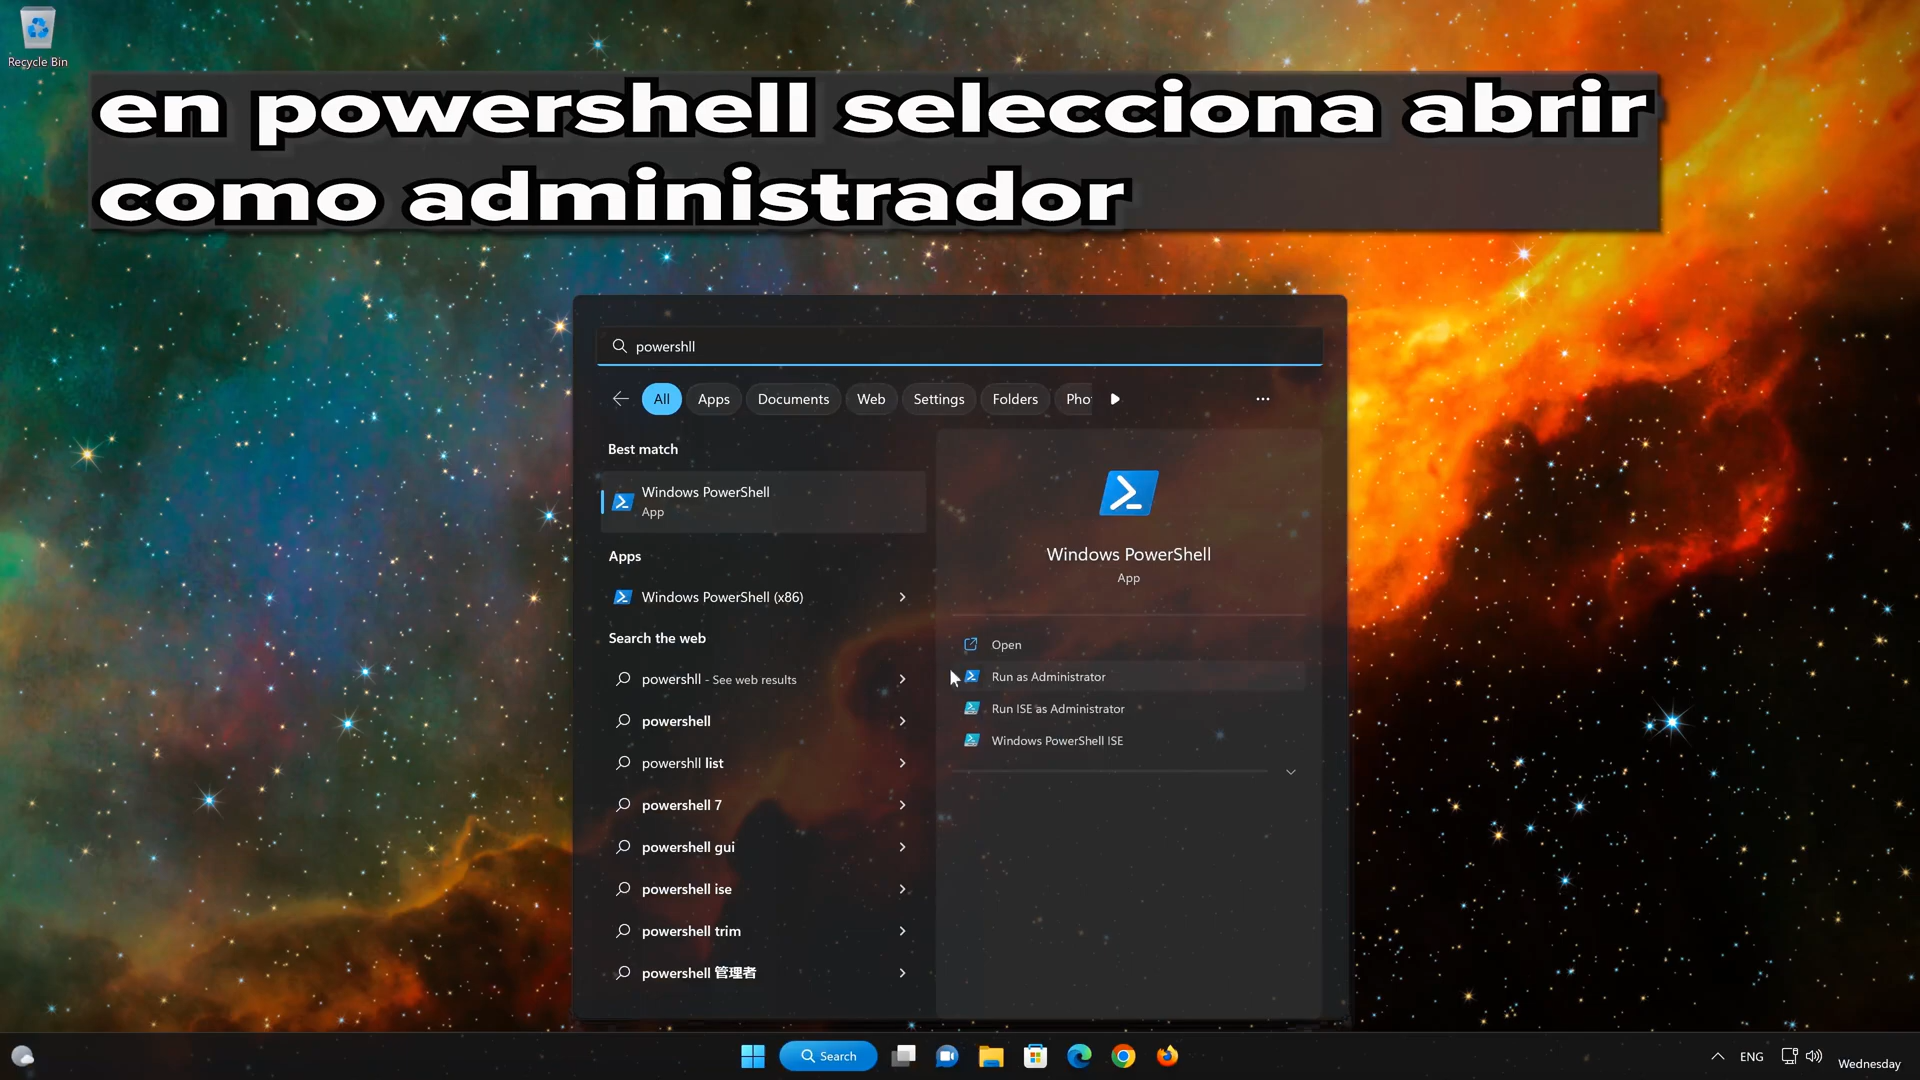 Recycle Bin
en powershell selecciona abrir
como administrador
powershll
All Apps Documents Web Settings Folders Pho
Best match
Windows PowerShell
App
Apps
Windows PowerShell (x86)
Search the web
powershll - See web results
powershell
powershll list
powershell 7
powershell gui
powershell ise
powershell trim
powershell 管理者
Windows PowerShell
App
Open
Run as Administrator
Run ISE as Administrator
Windows PowerShell ISE
Search
ENG
Wednesday